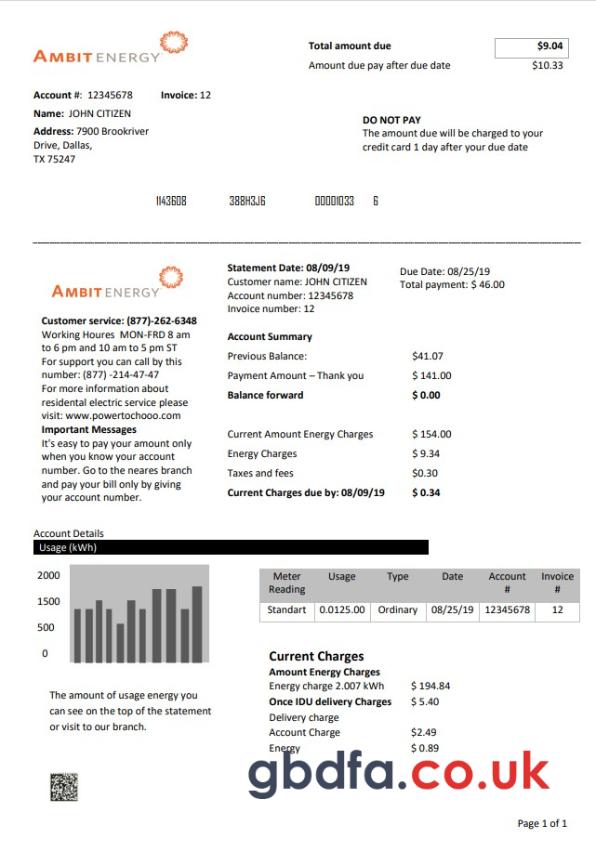 AMBIT ENERGY
Total amount due $9.04
Amount due pay after due date $10.33
Account #: 12345678 Invoice: 12
Name: JOHN CITIZEN
Address: 7900 Brookriver
Drive, Dallas,
TX 75247
DO NOT PAY
The amount due will be charged to your
credit card 1 day after your due date
1143608 388H3J6 00001033 6
AMBIT ENERGY
Customer service: (877)-262-6348
Working Houres MON-FRD 8 am
to 6 pm and 10 am to 5 pm ST
For support you can call by this
number: (877) -214-47-47
For more information about
residental electric service please
visit: www.powertochooo.com
Important Messages
It's easy to pay your amount only
when you know your account
number. Go to the neares branch
and pay your bill only by giving
your account number.
Statement Date: 08/09/19
Customer name: JOHN CITIZEN
Account number: 12345678
Invoice number: 12
Due Date: 08/25/19
Total payment: $ 46.00
Account Summary
Previous Balance: $41.07
Payment Amount – Thank you $ 141.00
Balance forward $ 0.00
Current Amount Energy Charges $ 154.00
Energy Charges $ 9.34
Taxes and fees $0.30
Current Charges due by: 08/09/19 $ 0.34
Account Details
Usage (kWh)
2000
1500
500
0
Meter Reading Usage Type Date Account # Invoice #
Standart 0.0125.00 Ordinary 08/25/19 12345678 12
The amount of usage energy you
can see on the top of the statement
or visit to our branch.
Current Charges
Amount Energy Charges
Energy charge 2.007 kWh $ 194.84
Once IDU delivery Charges $ 5.40
Delivery charge
Account Charge $2.49
Energy $ 0.89
gbdfa.co.uk
Page 1 of 1